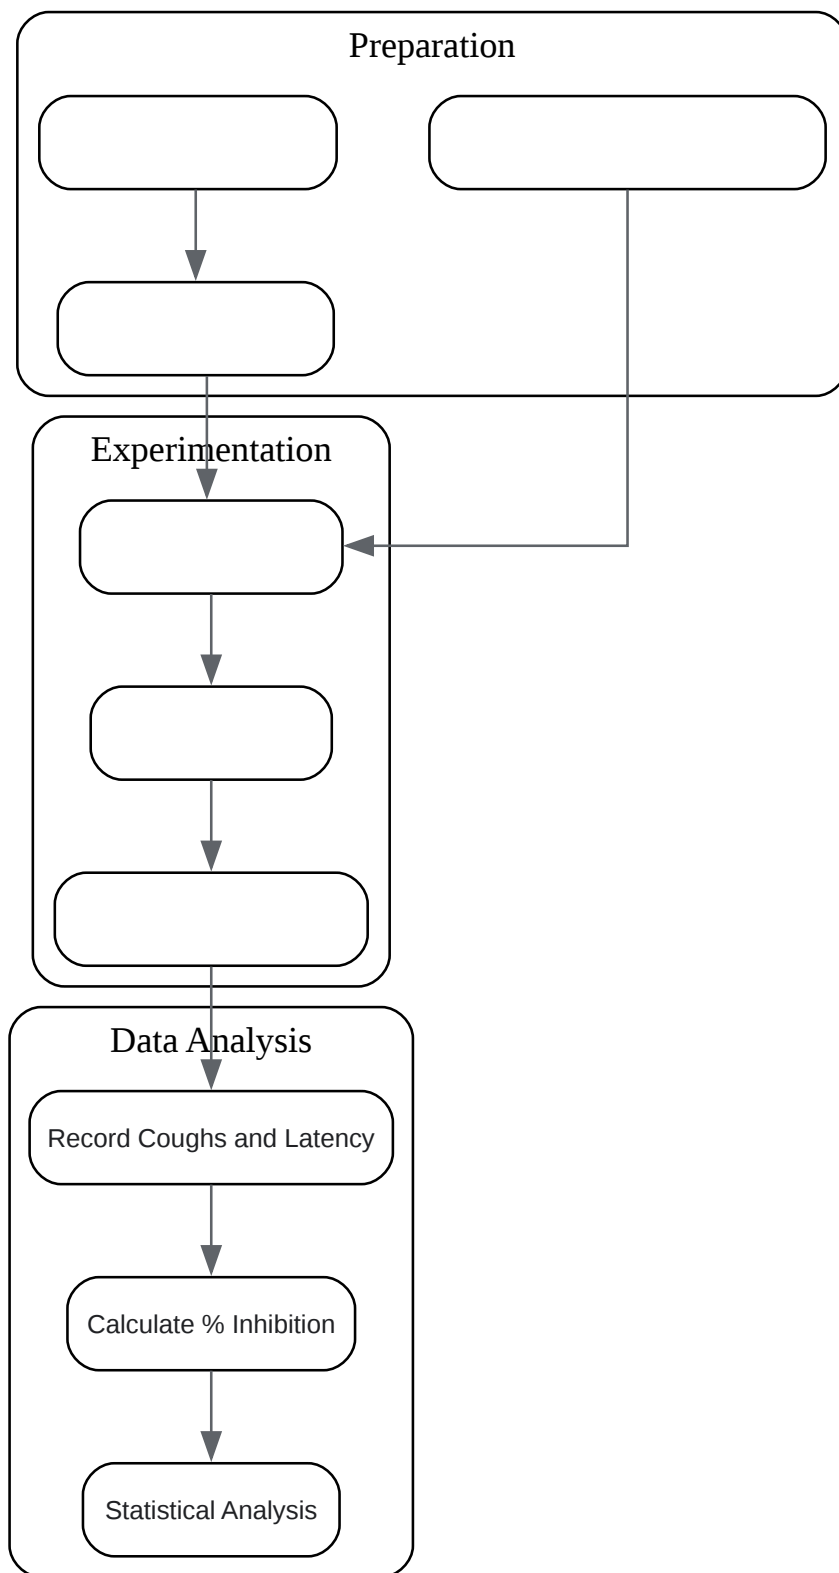 Preparation
Experimentation
Data Analysis
Record Coughs and Latency
Calculate % Inhibition
Statistical Analysis